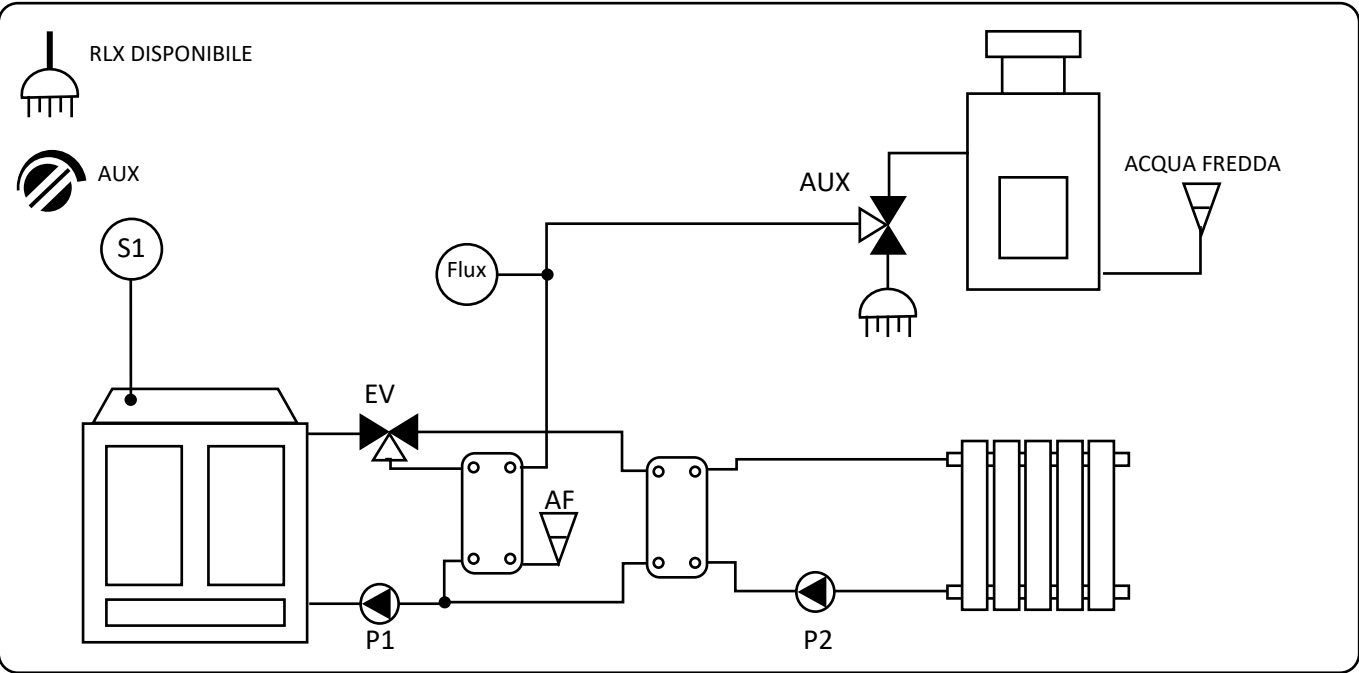 RLX DISPONIBILE
AUX
S1
Flux
AUX
ACQUA FREDDA
EV
AF
P1
P2